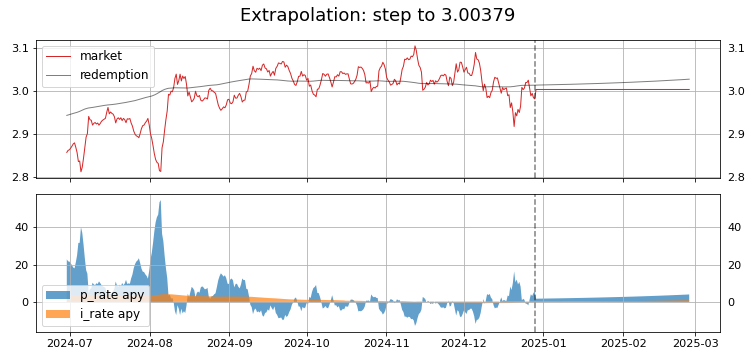 Extrapolation: step to 3.00379
3.1 3.1
market
redemption
3.0 3.0
2.9 2.9
2.8 2.8
40 40
20 20
p_rate apy
0 0
i_rate apy
2024-07 2024-08 2024-09 2024-10 2024-11 2024-12 2025-01 2025-02 2025-03